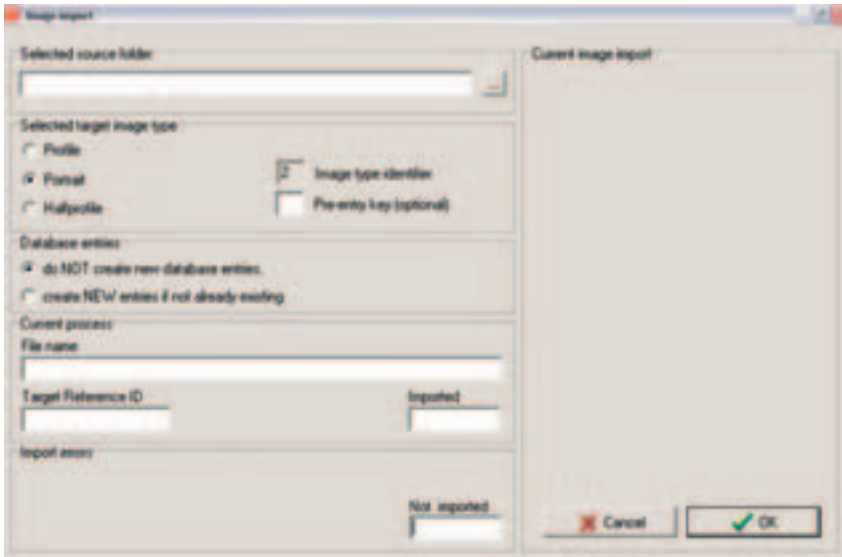 Image import
Selected source folder
...
Selected target image type
Profile
Portrait
Halfprofile
2 Image type identifier
Pre-entry key (optional)
Database entries
do NOT create new database entries.
create NEW entries if not already existing
Current process
File name
Target Reference ID
Imported
Import errors
Not imported
Current image import
Cancel
OK